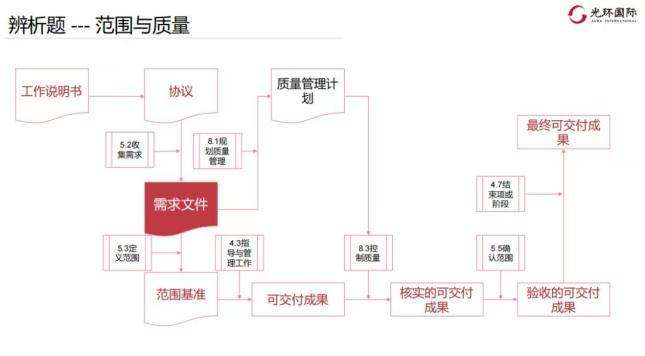 辨析题 --- 范围与质量
光环国际
AURA INTERNATIONAL
工作说明书
协议
质量管理计
划
5.2收
集需求
8.1规
划质量
管理
最终可交付成
果
需求文件
4.7结
束项或
阶段
5.3定
义范围
4.3指
导与管
理工作
8.3控
制质量
5.5确
认范围
范围基准
可交付成果
核实的可交付
成果
验收的可交付
成果